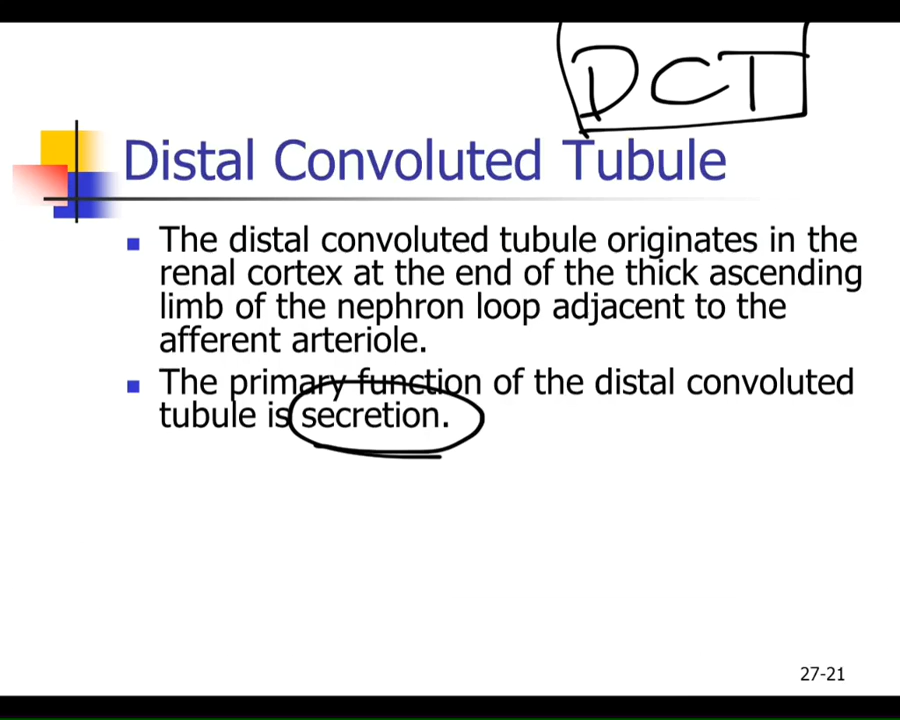 DCT
Distal Convoluted Tubule
The distal convoluted tubule originates in the
renal cortex at the end of the thick ascending
limb of the nephron loop adjacent to the
afferent arteriole.
The primary function of the distal convoluted
tubule is secretion.
27-21